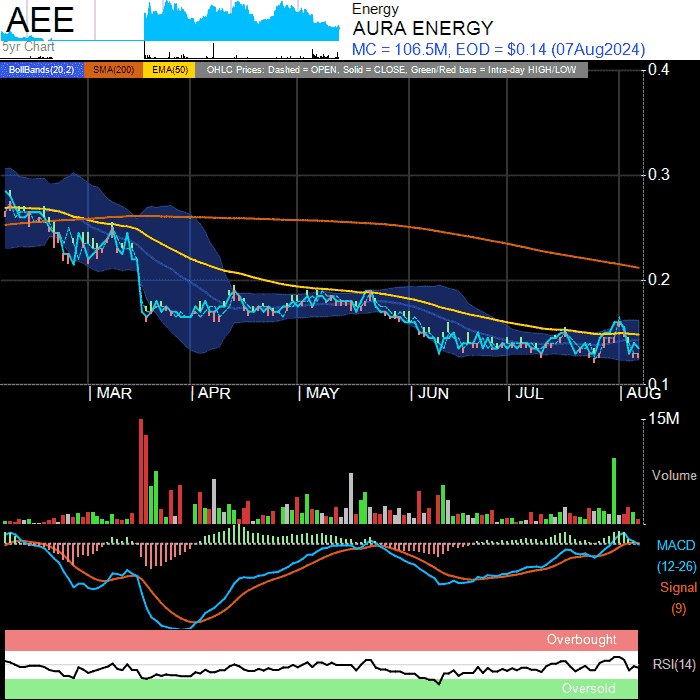 AEE
5yr Chart
Energy
AURA ENERGY
MC = 106.5M, EOD = $0.14 (07Aug2024)
BollBands(20,2) SMA(200) EMA(50) OHLC Prices: Dashed = OPEN, Solid = CLOSE, Green/Red bars = Intra-day HIGH/LOW
0.4
0.3
0.2
0.1
MAR APR MAY JUN JUL AUG
15M
Volume
MACD
(12-26)
Signal
(9)
Overbought
RSI(14)
Oversold